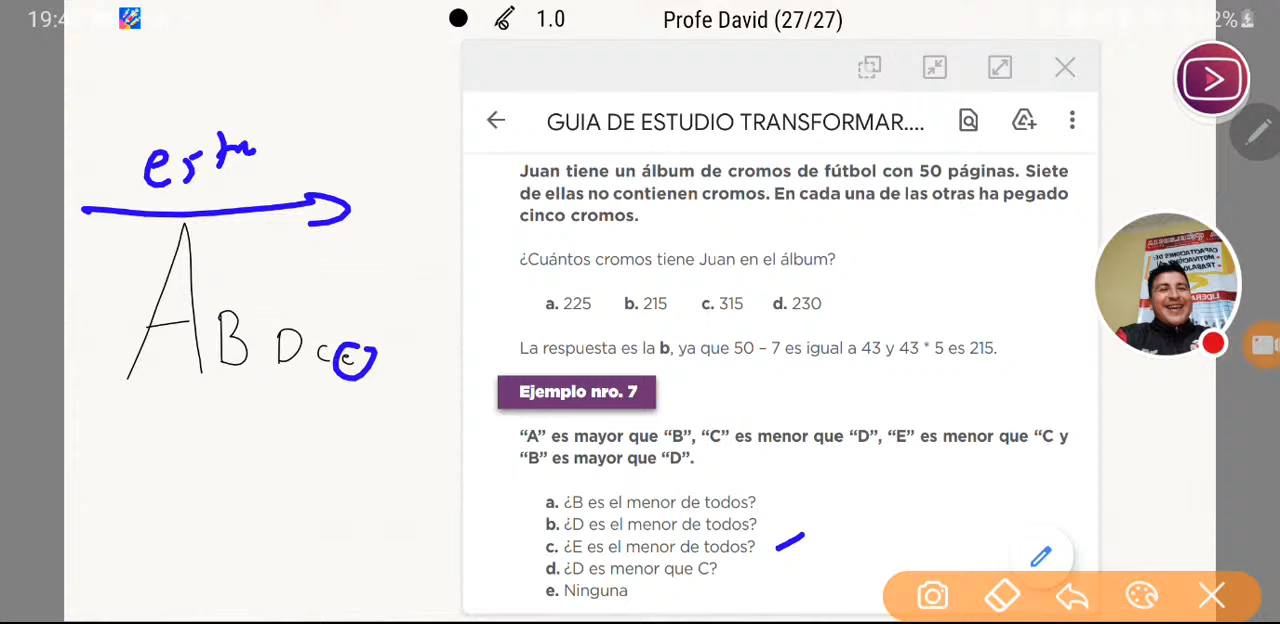 1.0
Profe David (27/27)
GUIA DE ESTUDIO TRANSFORMAR....
Juan tiene un álbum de cromos de fútbol con 50 páginas. Siete
de ellas no contienen cromos. En cada una de las otras ha pegado
cinco cromos.
¿Cuántos cromos tiene Juan en el álbum?
a. 225 b. 215 c. 315 d. 230
La respuesta es la b, ya que 50 – 7 es igual a 43 y 43 * 5 es 215.
Ejemplo nro. 7
“A” es mayor que “B”, “C” es menor que “D”, “E” es menor que “C y
“B” es mayor que “D”.
a. ¿B es el menor de todos?
b. ¿D es el menor de todos?
c. ¿E es el menor de todos?
d. ¿D es menor que C?
e. Ninguna
A B D C e